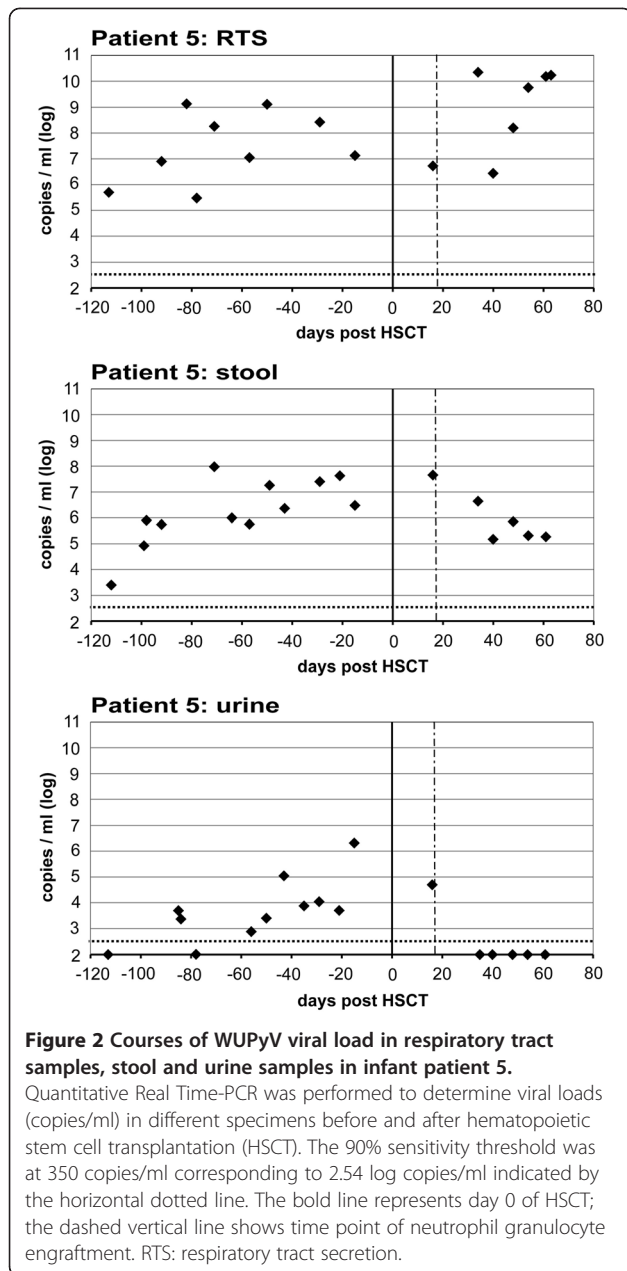 Patient 5: RTS
11
10
9
8
7
6
5
4
3
2
copies / ml (log)
-120 -100 -80 -60 -40 -20 0 20 40 60 80
days post HSCT
Patient 5: stool
11
10
9
8
7
6
5
4
3
2
copies / ml (log)
-120 -100 -80 -60 -40 -20 0 20 40 60 80
days post HSCT
Patient 5: urine
11
10
9
8
7
6
5
4
3
2
copies / ml (log)
-120 -100 -80 -60 -40 -20 0 20 40 60 80
days post HSCT
Figure 2 Courses of WUPyV viral load in respiratory tract
samples, stool and urine samples in infant patient 5.
Quantitative Real Time-PCR was performed to determine viral loads
(copies/ml) in different specimens before and after hematopoietic
stem cell transplantation (HSCT). The 90% sensitivity threshold was
at 350 copies/ml corresponding to 2.54 log copies/ml indicated by
the horizontal dotted line. The bold line represents day 0 of HSCT;
the dashed vertical line shows time point of neutrophil granulocyte
engraftment. RTS: respiratory tract secretion.